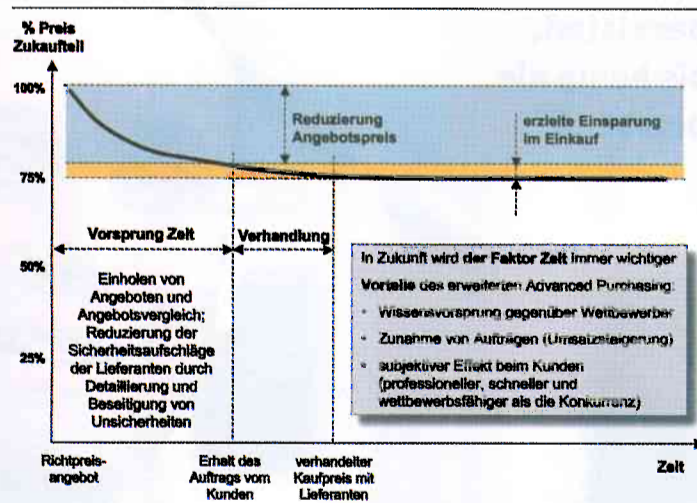 % Preis
Zukaufteil
100%
Reduzierung
Angebotspreis
erzielte Einsparung
im Einkauf
75%
Vorsprung Zeit
Verhandlung
50%
Einholen von
Angeboten und
Angebotsvergleich;
Reduzierung der
Sicherheitsaufschläge
der Lieferanten durch
Detaillierung und
Beseitigung von
Unsicherheiten
25%
In Zukunft wird der Faktor Zeit immer wichtiger
Vorteile des erweiterten Advanced Purchasing:
• Wissensvorsprung gegenüber Wettbewerber
• Zunahme von Aufträgen (Umsatzsteigerung)
• subjektiver Effekt beim Kunden
(professioneller, schneller und
wettbewerbsfähiger als die Konkurrenz)
Zeit
Richtpreis-
angebot
Erhalt des
Auftrags vom
Kunden
verhandelter
Kaufpreis mit
Lieferanten